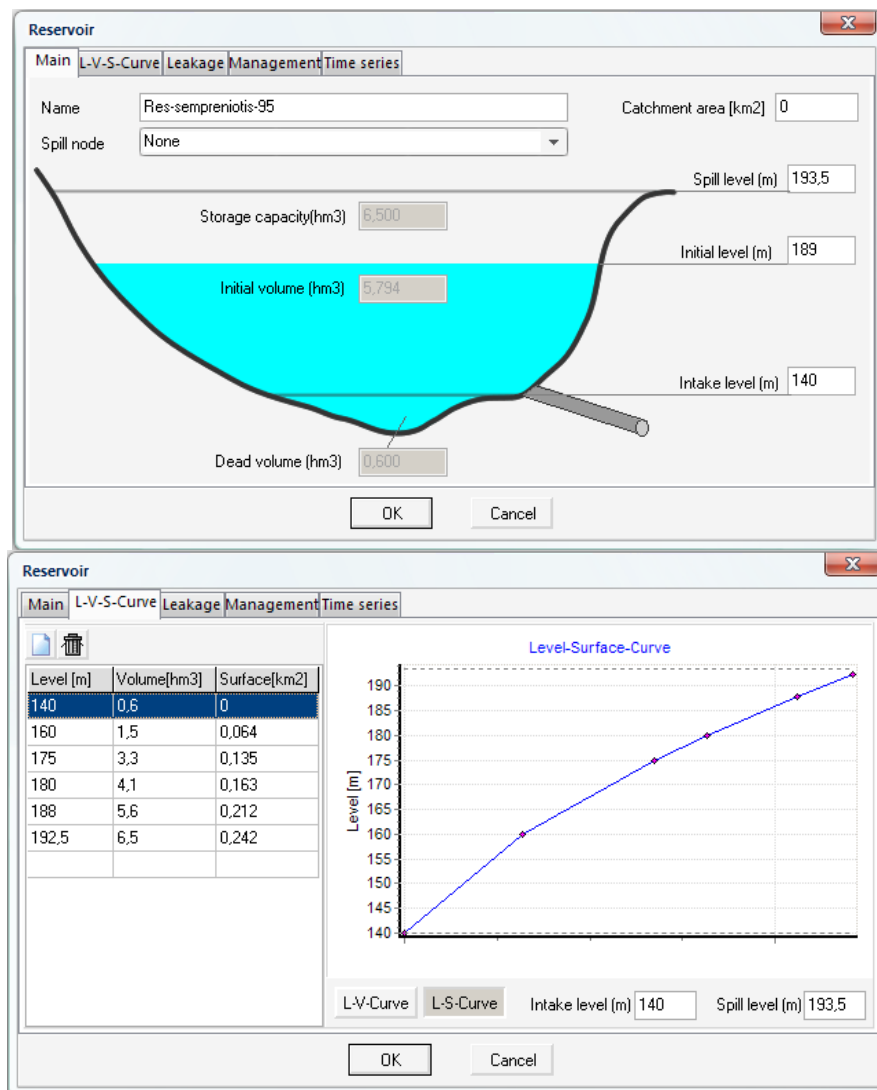 Reservoir
Main L-V-S-Curve Leakage Management Time series
Name Res-sempreniotis-95 Catchment area [km2] 0
Spill node None
Spill level (m) 193,5
Storage capacity(hm3) 6,500
Initial level (m) 189
Initial volume (hm3) 5,794
Intake level (m) 140
Dead volume (hm3) 0,600
OK Cancel
Reservoir
Main L-V-S-Curve Leakage Management Time series
Level-Surface-Curve
Level [m] Volume[hm3] Surface[km2]
140 0,6 0
160 1,5 0,064
175 3,3 0,135
180 4,1 0,163
188 5,6 0,212
192,5 6,5 0,242
Level [m]
190
185
180
175
170
165
160
155
150
145
140
L-V-Curve L-S-Curve Intake level (m) 140 Spill level (m) 193,5
OK Cancel